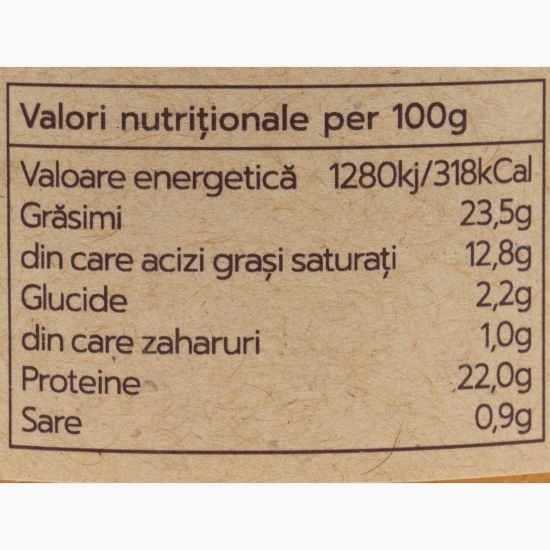 Valori nutriționale per 100g
Valoare energetică 1280kj/318kCal
Grăsimi 23,5g
din care acizi grași saturați 12,8g
Glucide 2,2g
din care zaharuri 1,0g
Proteine 22,0g
Sare 0,9g